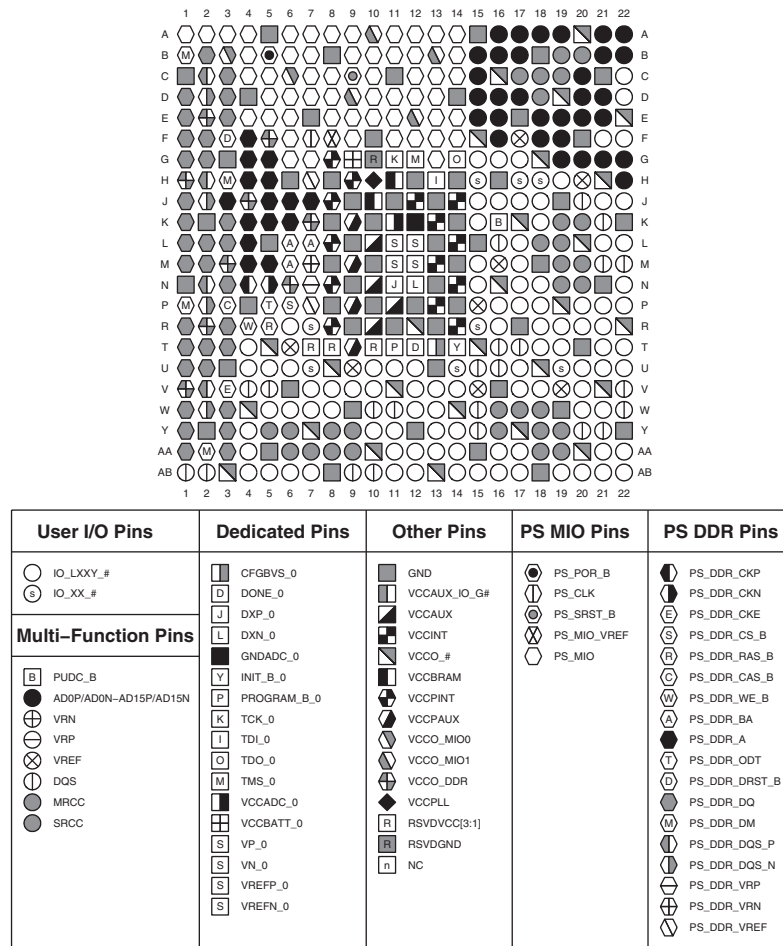 1 2 3 4 5 6 7 8 9 10 11 12 13 14 15 16 17 18 19 20 21 22
A A
B M B
C C
D D
E E
F D F
G R K M O G
H M I s s s H
J J
K B K
L A A S S L
M A S S M
N J L N
P M C T S P
R W R s s R
T R R R P D Y T
U s s s U
V E V
W W
Y Y
AA M AA
AB AB
1 2 3 4 5 6 7 8 9 10 11 12 13 14 15 16 17 18 19 20 21 22
User I/O Pins
IO_LXXY_#
s IO_XX_#
Multi–Function Pins
B PUDC_B
AD0P/AD0N–AD15P/AD15N
VRN
VRP
VREF
DQS
MRCC
SRCC
Dedicated Pins
CFGBVS_0
D DONE_0
J DXP_0
L DXN_0
GNDADC_0
Y INIT_B_0
P PROGRAM_B_0
K TCK_0
I TDI_0
O TDO_0
M TMS_0
VCCADC_0
VCCBATT_0
S VP_0
S VN_0
S VREFP_0
S VREFN_0
Other Pins
GND
VCCAUX_IO_G#
VCCAUX
VCCINT
VCCO_#
VCCBRAM
VCCPINT
VCCPAUX
VCCO_MIO0
VCCO_MIO1
VCCO_DDR
VCCPLL
R RSVDVCC[3:1]
R RSVDGND
n NC
PS MIO Pins
PS_POR_B
PS_CLK
PS_SRST_B
PS_MIO_VREF
PS_MIO
PS DDR Pins
PS_DDR_CKP
PS_DDR_CKN
E PS_DDR_CKE
S PS_DDR_CS_B
R PS_DDR_RAS_B
C PS_DDR_CAS_B
W PS_DDR_WE_B
A PS_DDR_BA
PS_DDR_A
T PS_DDR_ODT
D PS_DDR_DRST_B
PS_DDR_DQ
M PS_DDR_DM
PS_DDR_DQS_P
PS_DDR_DQS_N
PS_DDR_VRP
PS_DDR_VRN
PS_DDR_VREF